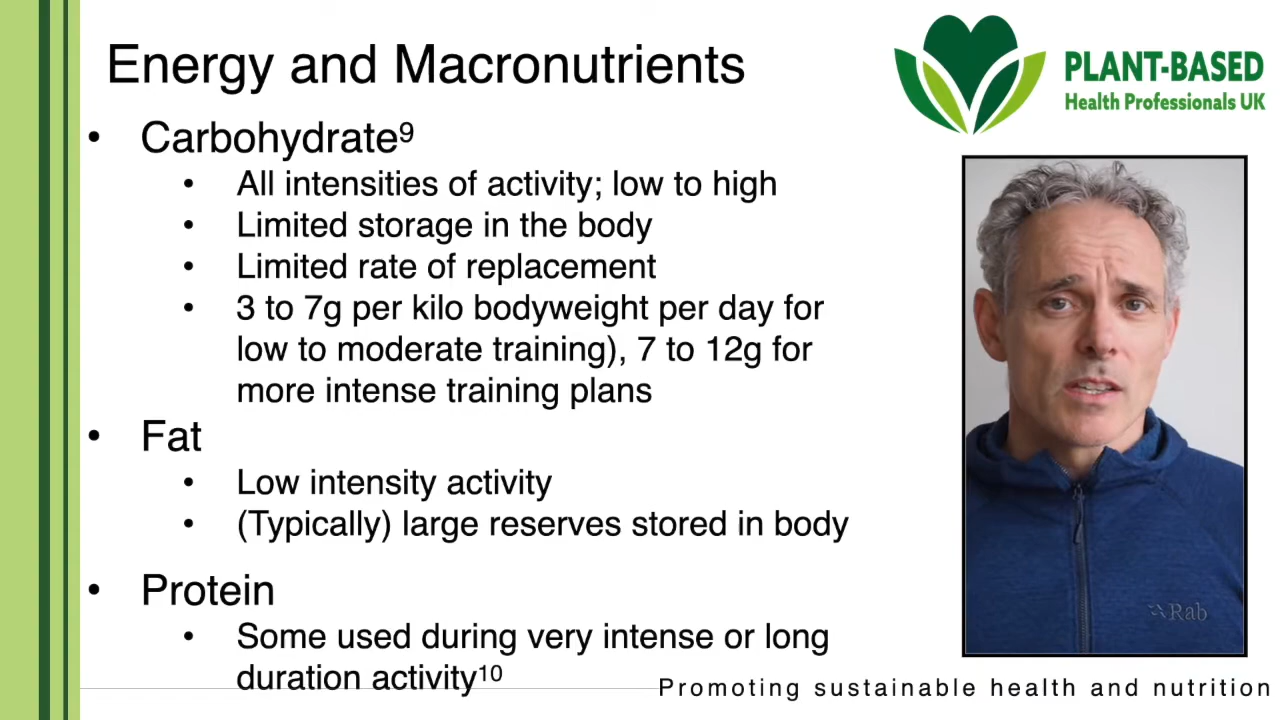 Energy and Macronutrients
PLANT-BASED
Health Professionals UK
• Carbohydrate⁹
• All intensities of activity; low to high
• Limited storage in the body
• Limited rate of replacement
• 3 to 7g per kilo bodyweight per day for
low to moderate training), 7 to 12g for
more intense training plans
• Fat
• Low intensity activity
• (Typically) large reserves stored in body
• Protein
• Some used during very intense or long
duration activity¹⁰
Rab
Promoting sustainable health and nutrition